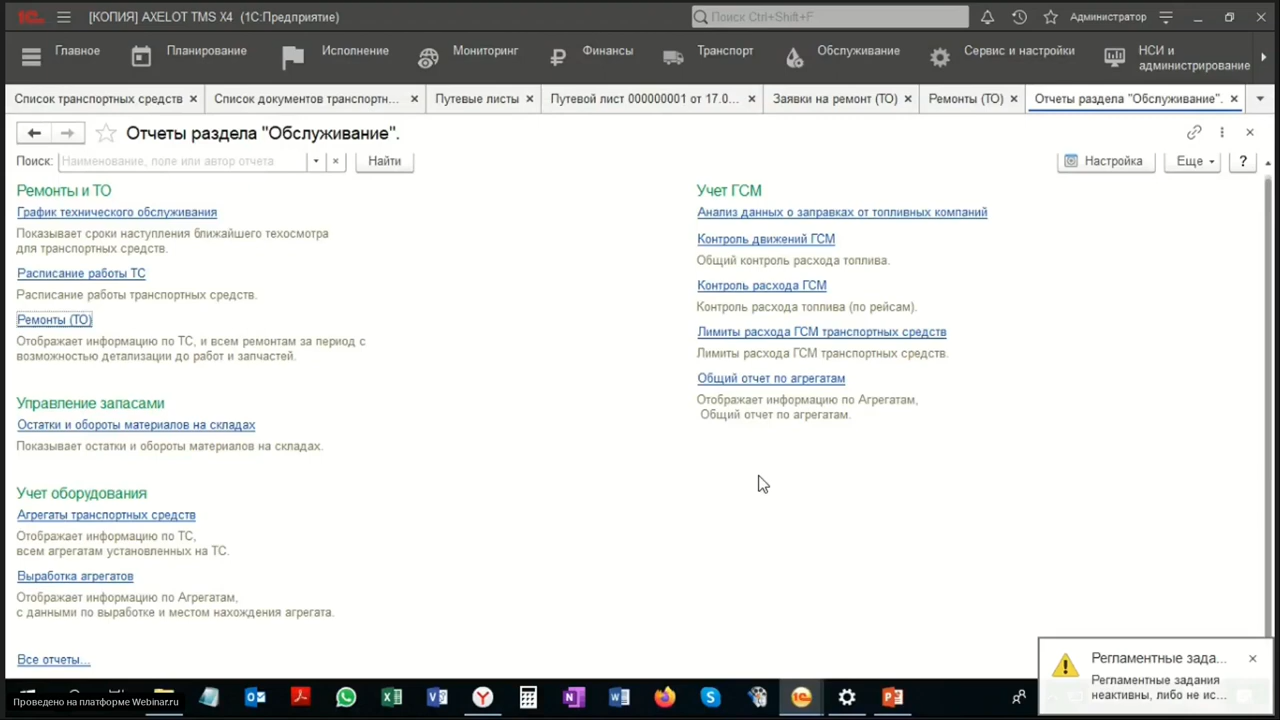 [КОПИЯ] AXELOT TMS X4 (1С:Предприятие)
Поиск Ctrl+Shift+F
Администратор
Главное
Планирование
Исполнение
Мониторинг
Финансы
Транспорт
Обслуживание
Сервис и настройки
НСИ и
администрирование
Список транспортных средств
Список документов транспортн...
Путевые листы
Путевой лист 000000001 от 17.0...
Заявки на ремонт (ТО)
Ремонты (ТО)
Отчеты раздела "Обслуживание".
Отчеты раздела "Обслуживание".
Поиск:
Наименование, поле или автор отчета
Найти
Настройка
Еще
?
Ремонты и ТО
График технического обслуживания
Показывает сроки наступления ближайшего техосмотра
для транспортных средств.
Расписание работы ТС
Расписание работы транспортных средств.
Ремонты (ТО)
Отображает информацию по ТС, и всем ремонтам за период с
возможностью детализации до работ и запчастей.
Управление запасами
Остатки и обороты материалов на складах
Показывает остатки и обороты материалов на складах.
Учет оборудования
Агрегаты транспортных средств
Отображает информацию по ТС,
всем агрегатам установленных на ТС.
Выработка агрегатов
Отображает информацию по Агрегатам,
с данными по выработке и местом нахождения агрегата.
Все отчеты...
Учет ГСМ
Анализ данных о заправках от топливных компаний
Контроль движений ГСМ
Общий контроль расхода топлива.
Контроль расхода ГСМ
Контроль расхода топлива (по рейсам).
Лимиты расхода ГСМ транспортных средств
Лимиты расхода ГСМ транспортных средств.
Общий отчет по агрегатам
Отображает информацию по Агрегатам,
Общий отчет по агрегатам.
Регламентные зада...
Регламентные задания
неактивны, либо не ис...
Проведено на платформе Webinar.ru